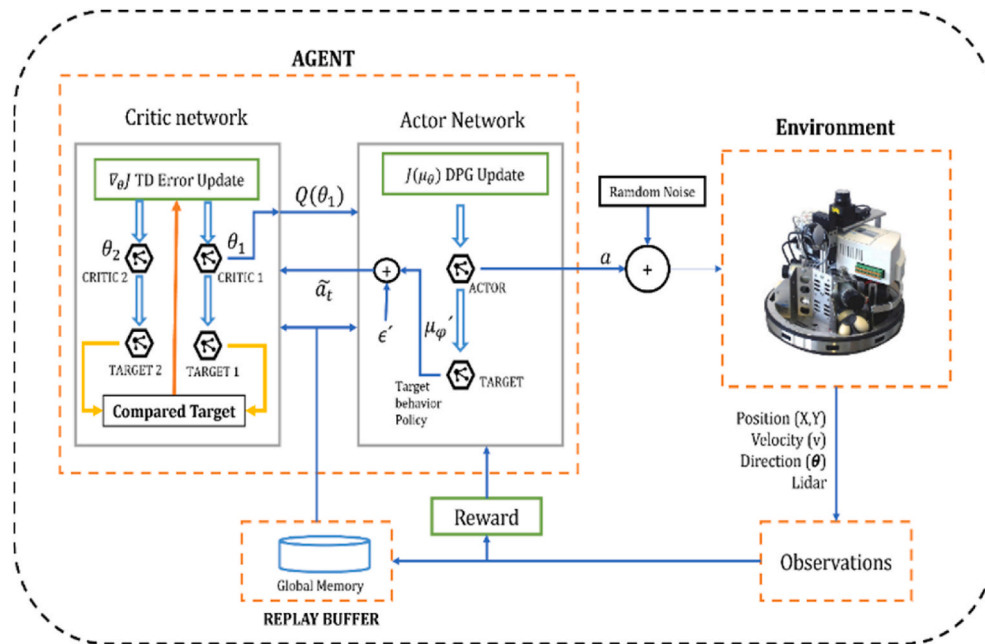 AGENT
Critic network
Actor Network
Environment
∇θJ TD Error Update
J(μθ) DPG Update
Ramdom Noise
Q(θ₁)
θ₂
θ₁
CRITIC 2
CRITIC 1
ãₜ
+
ϵ′
μφ′
ACTOR
a
+
TARGET 2
TARGET 1
TARGET
Target
behavior
Policy
Compared Target
Position (X,Y)
Velocity (v)
Direction (θ)
Lidar
Reward
Observations
Global Memory
REPLAY BUFFER